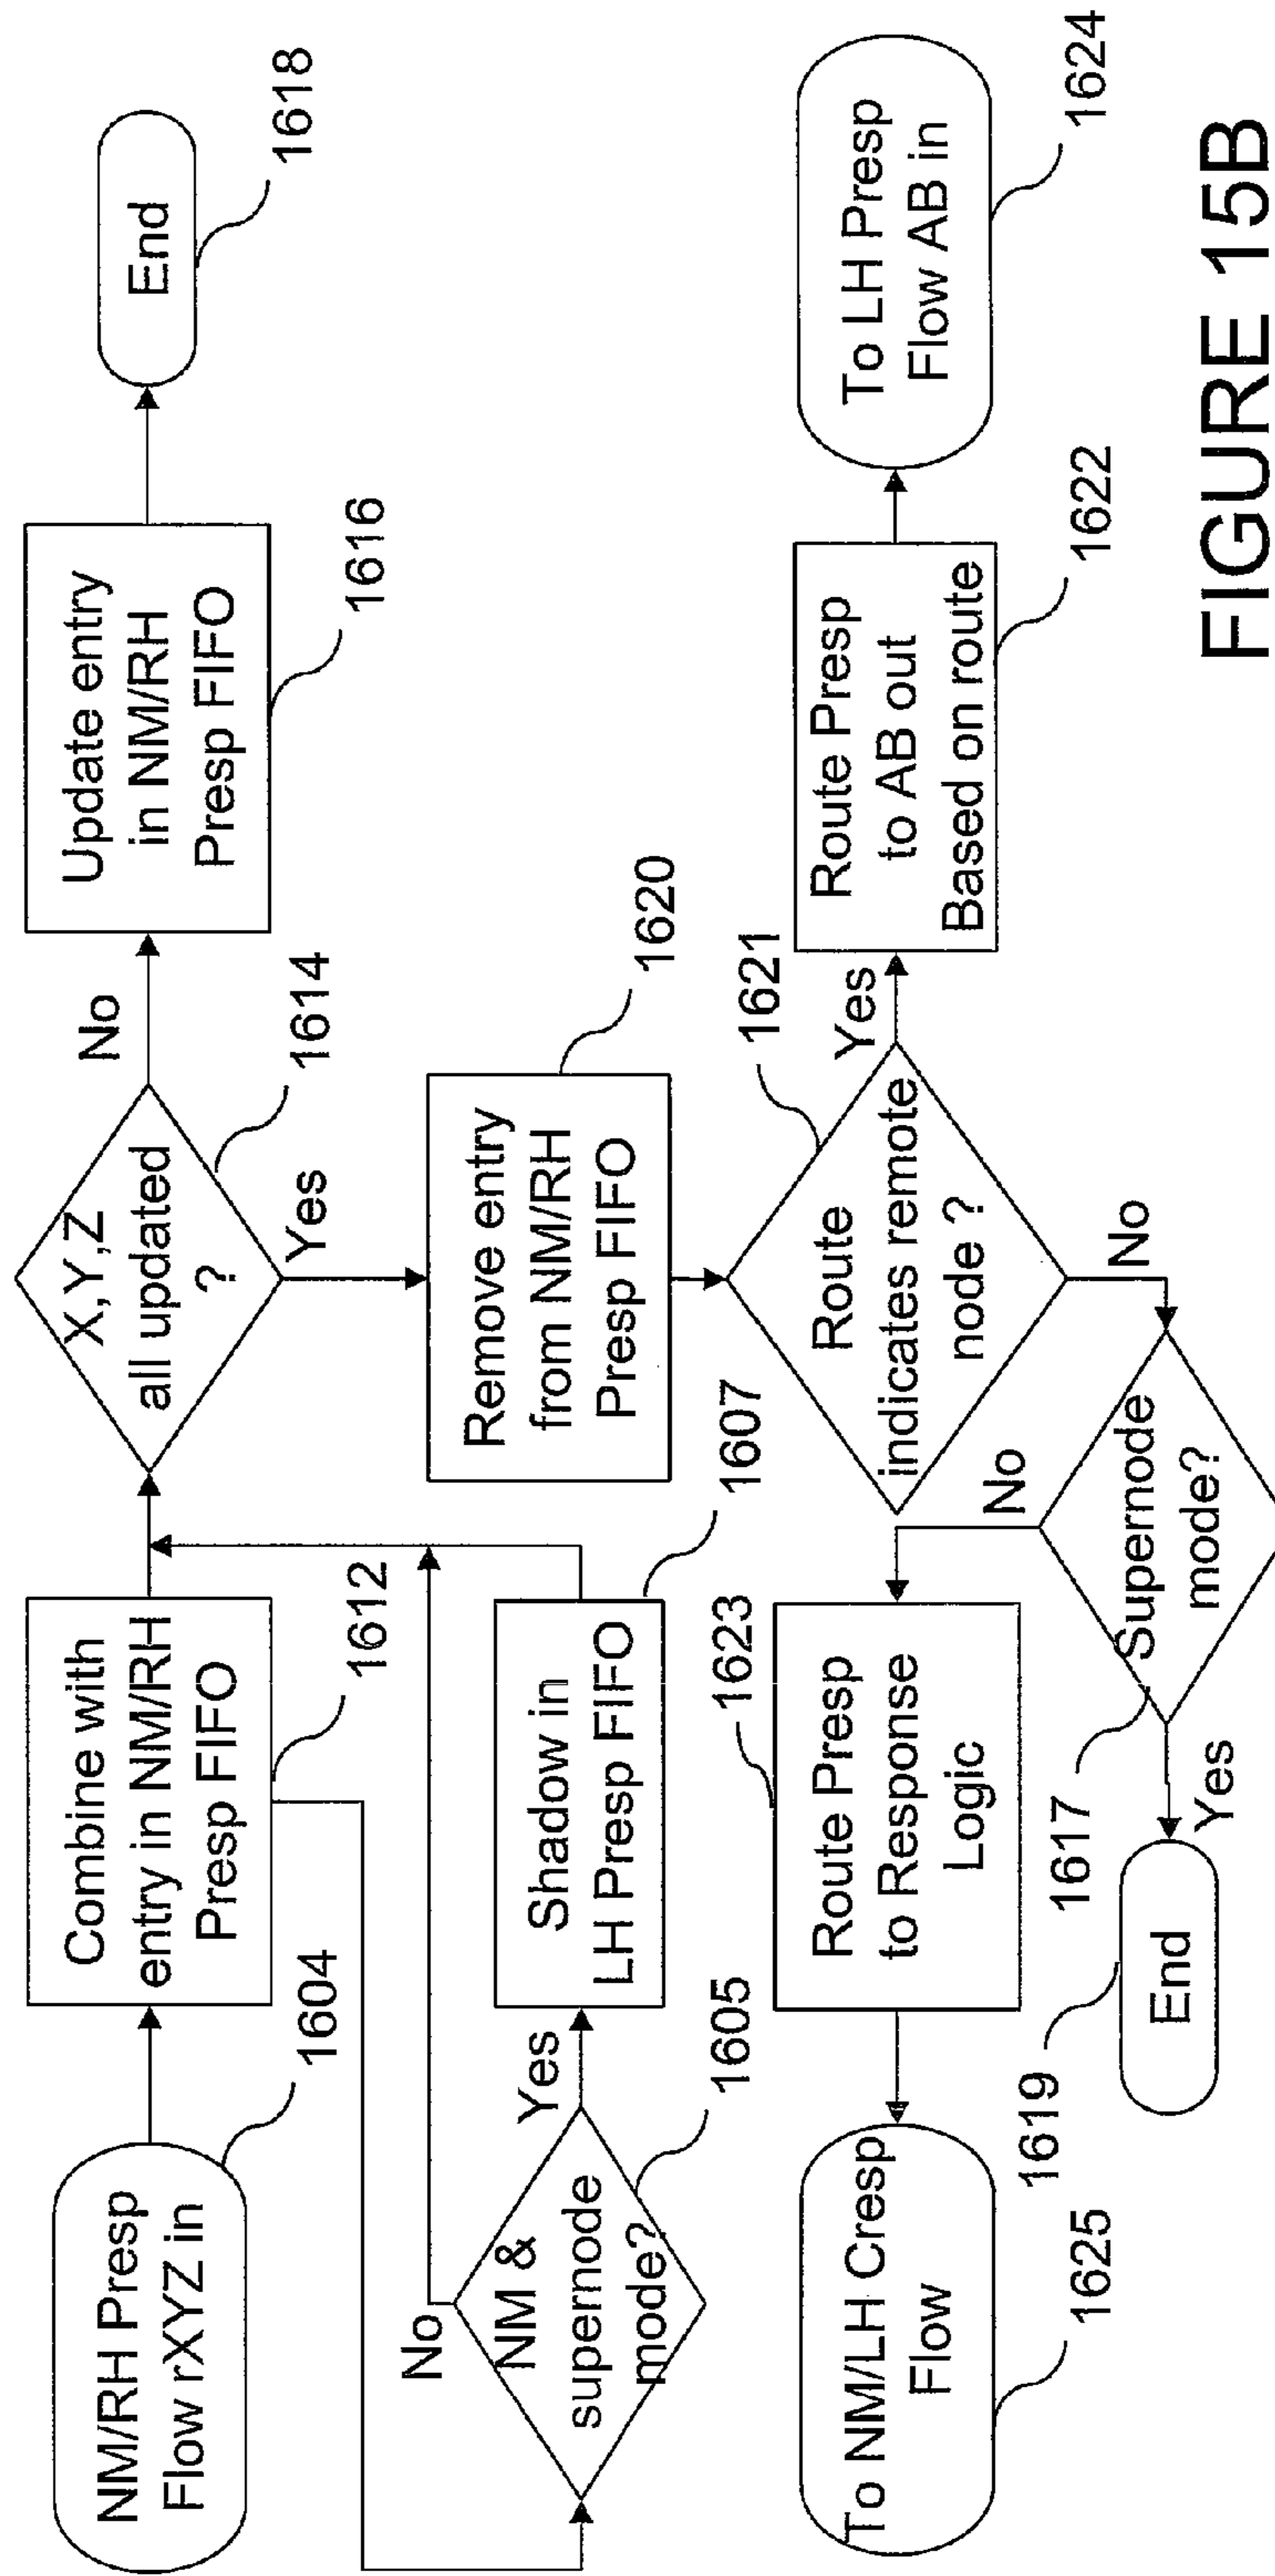 NM/RH Presp
Flow rXYZ in
1604
Combine with
entry in NM/RH
Presp FIFO
1612
X,Y,Z
all updated
?
1614
No
Yes
Update entry
in NM/RH
Presp FIFO
1616
End
1618
NM &
supernode
mode?
1605
No
Yes
Shadow in
LH Presp FIFO
1607
Remove entry
from NM/RH
Presp FIFO
1620
Route
indicates remote
node ?
1621
Yes
No
Route Presp
to AB out
Based on route
1622
To LH Presp
Flow AB in
1624
Supernode
mode?
1617
No
Yes
Route Presp
to Response
Logic
1623
To NM/LH Cresp
Flow
1625
End
1619
FIGURE 15B